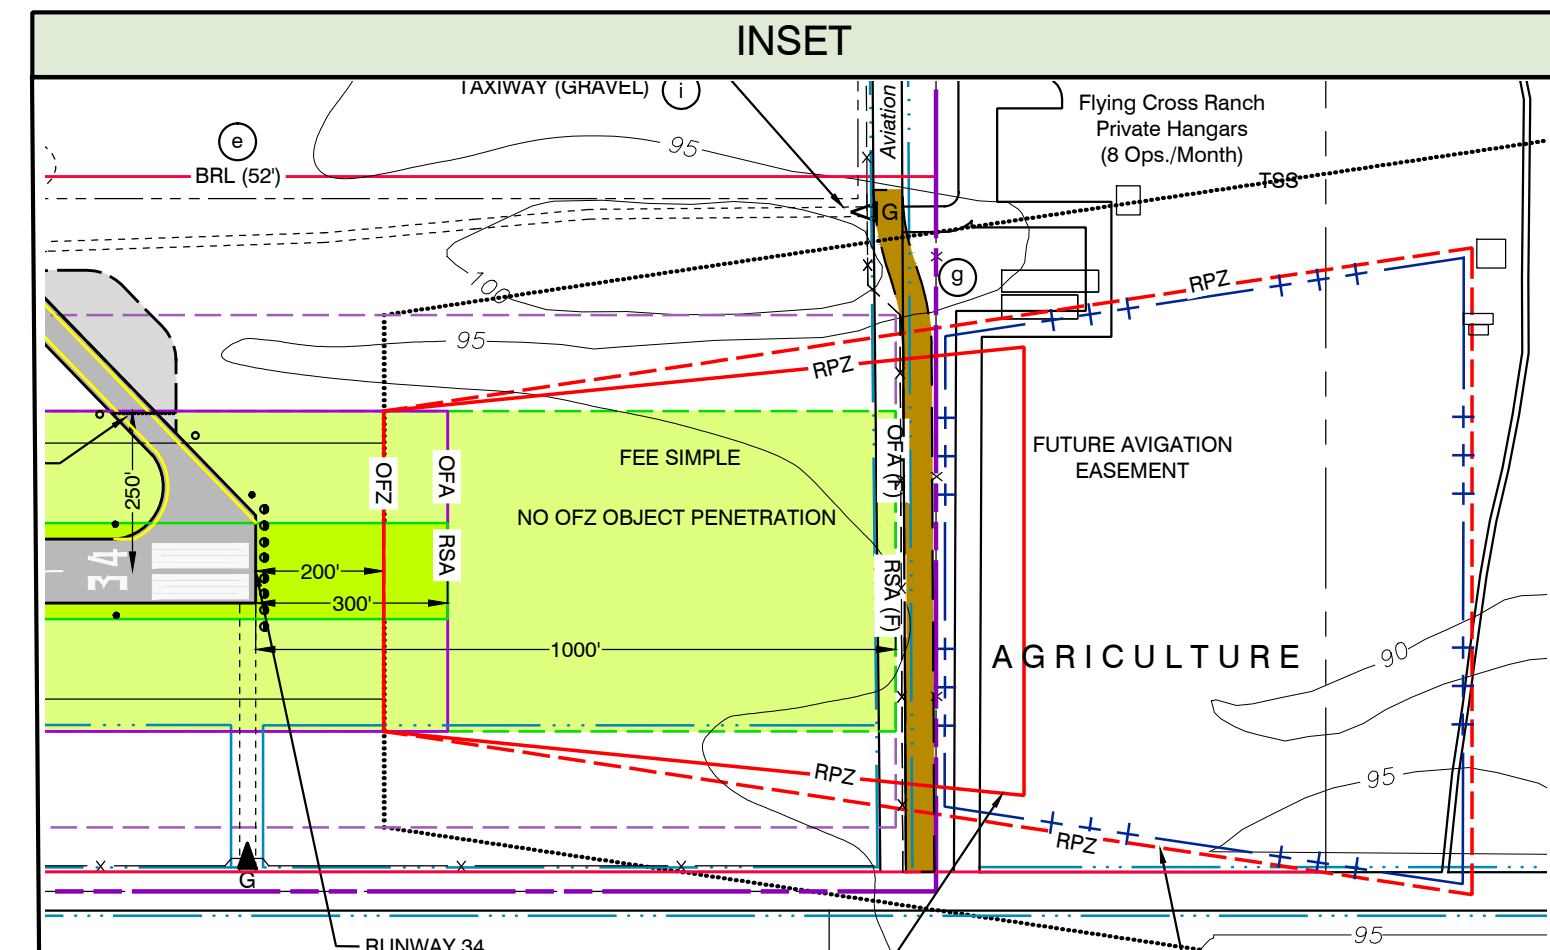 INSET
TAXIWAY (GRAVEL)
i
Aviation
Flying Cross Ranch
Private Hangars
(8 Ops./Month)
e
95
BRL (52')
TSS
G
100
g
RPZ
95
RPZ
OFZ
OFA
FEE SIMPLE
OFA (F)
FUTURE AVIGATION
EASEMENT
250'
NO OFZ OBJECT PENETRATION
RSA
34
200'
300'
RSA (F)
1000'
AGRICULTURE
90
RPZ
95
RPZ
G
RUNWAY 34
95